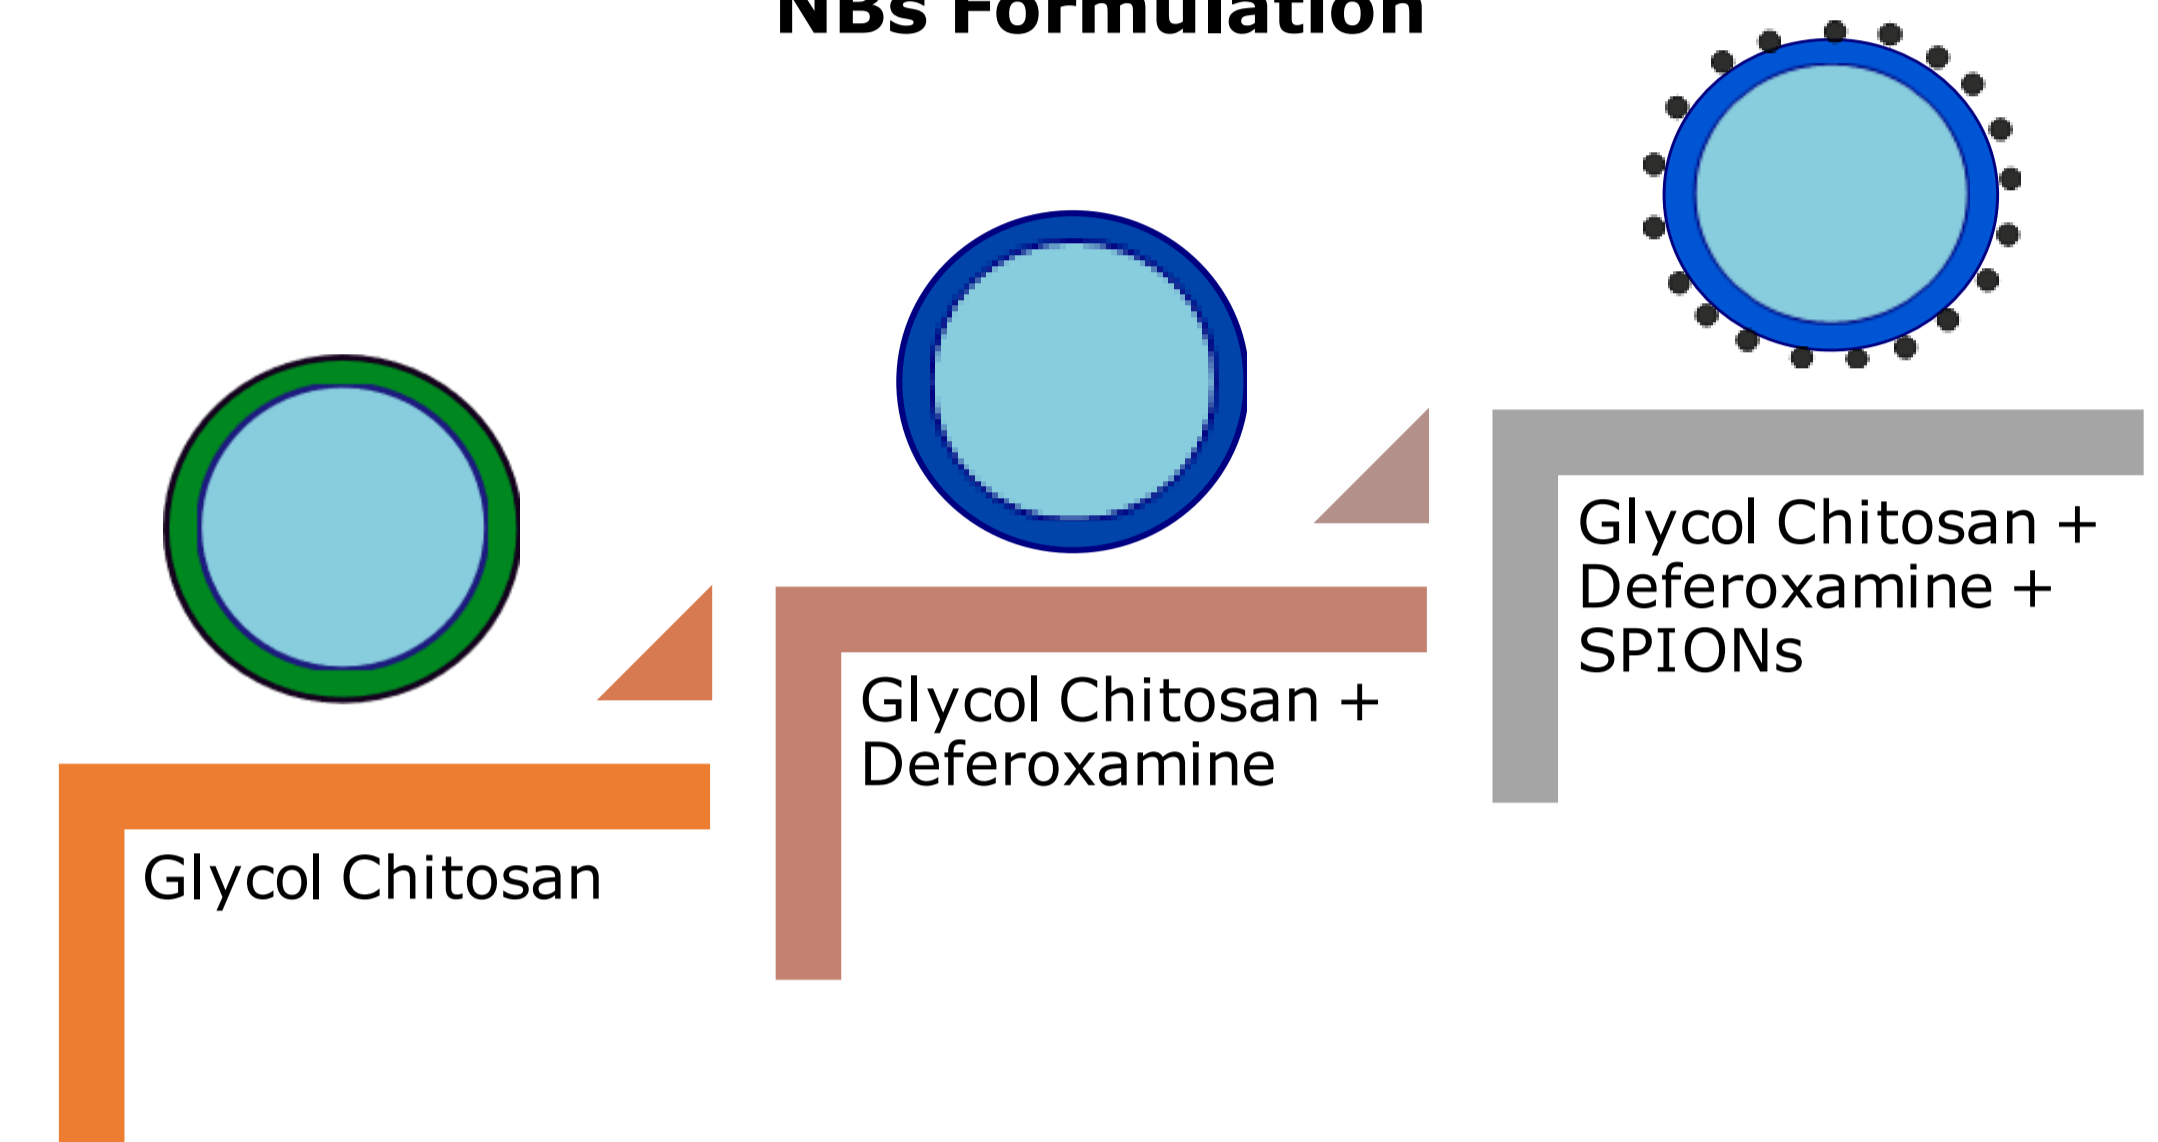 NBs Formulation
Glycol Chitosan
Glycol Chitosan +
Deferoxamine
Glycol Chitosan +
Deferoxamine +
SPIONs